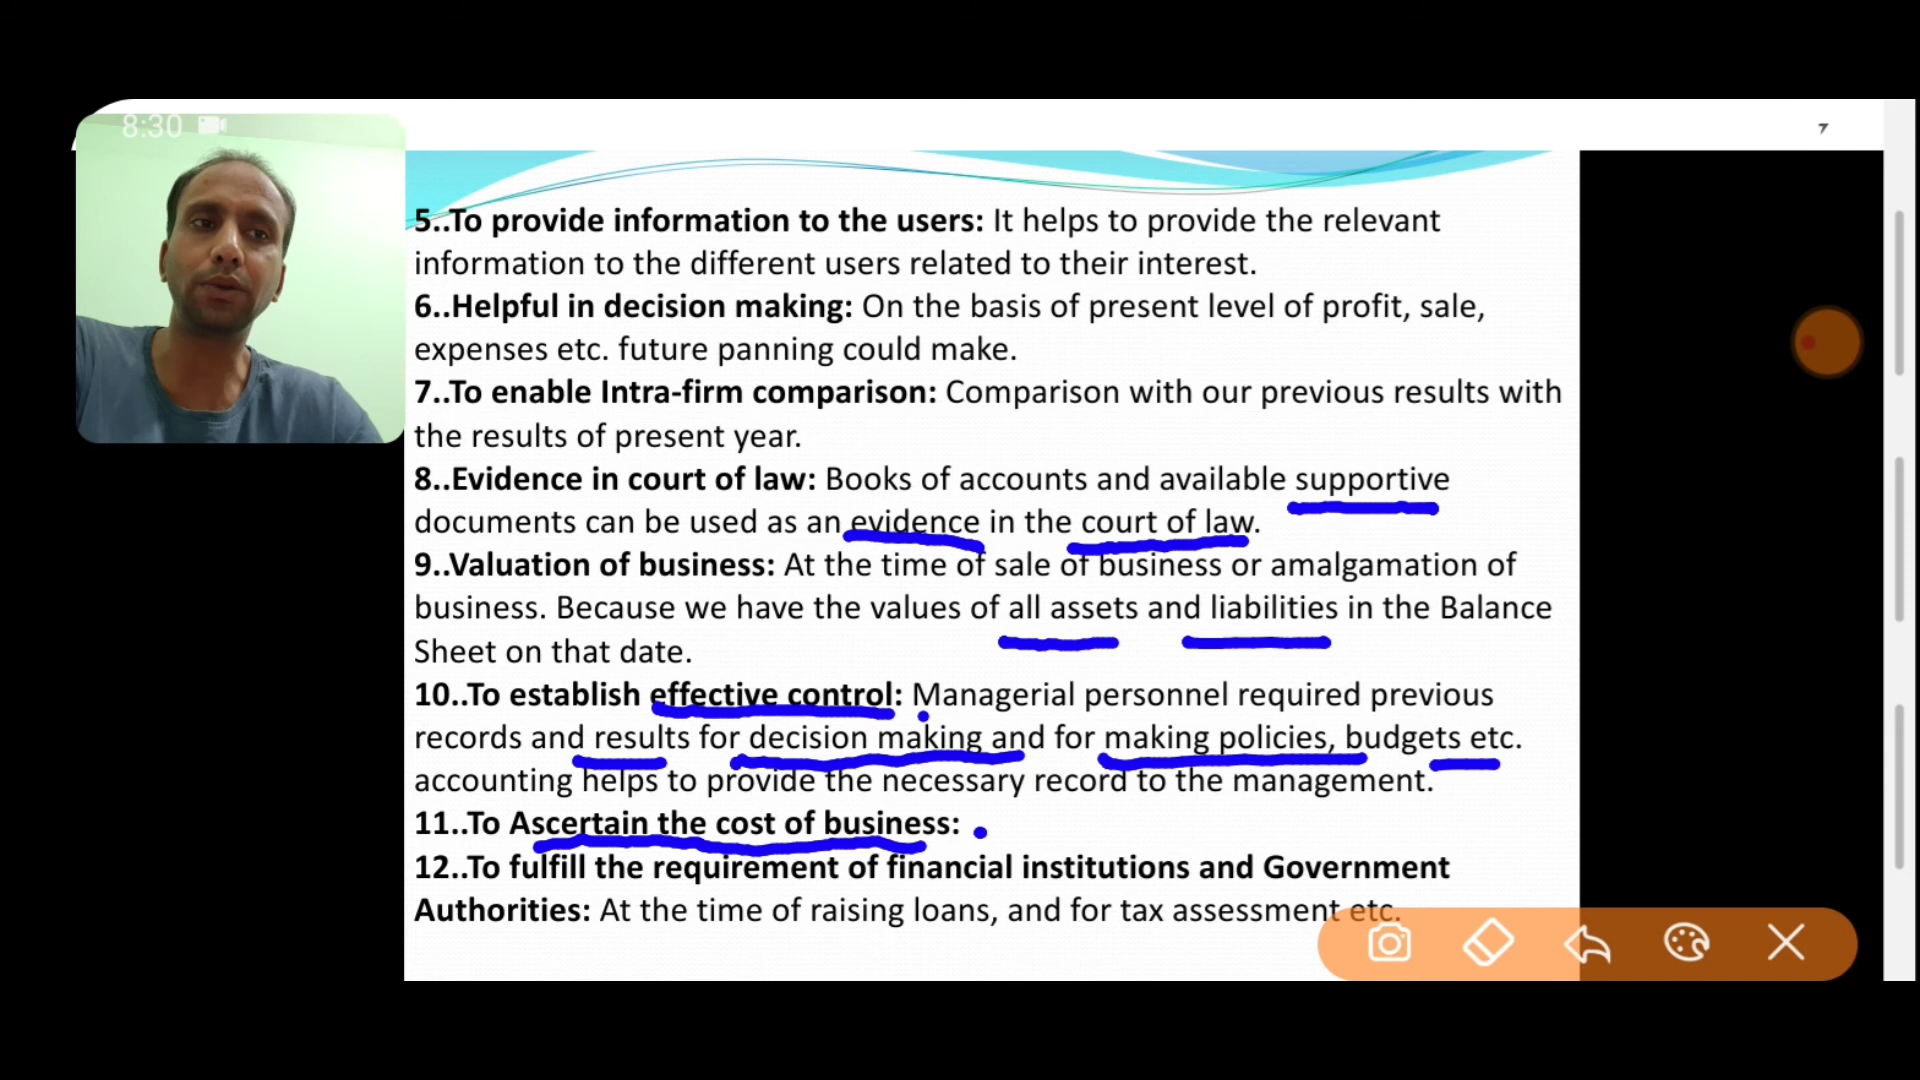 8:30
7
5..To provide information to the users: It helps to provide the relevant
information to the different users related to their interest.
6..Helpful in decision making: On the basis of present level of profit, sale,
expenses etc. future panning could make.
7..To enable Intra-firm comparison: Comparison with our previous results with
the results of present year.
8..Evidence in court of law: Books of accounts and available supportive
documents can be used as an evidence in the court of law.
9..Valuation of business: At the time of sale of business or amalgamation of
business. Because we have the values of all assets and liabilities in the Balance
Sheet on that date.
10..To establish effective control: Managerial personnel required previous
records and results for decision making and for making policies, budgets etc.
accounting helps to provide the necessary record to the management.
11..To Ascertain the cost of business:
12..To fulfill the requirement of financial institutions and Government
Authorities: At the time of raising loans, and for tax assessment etc.